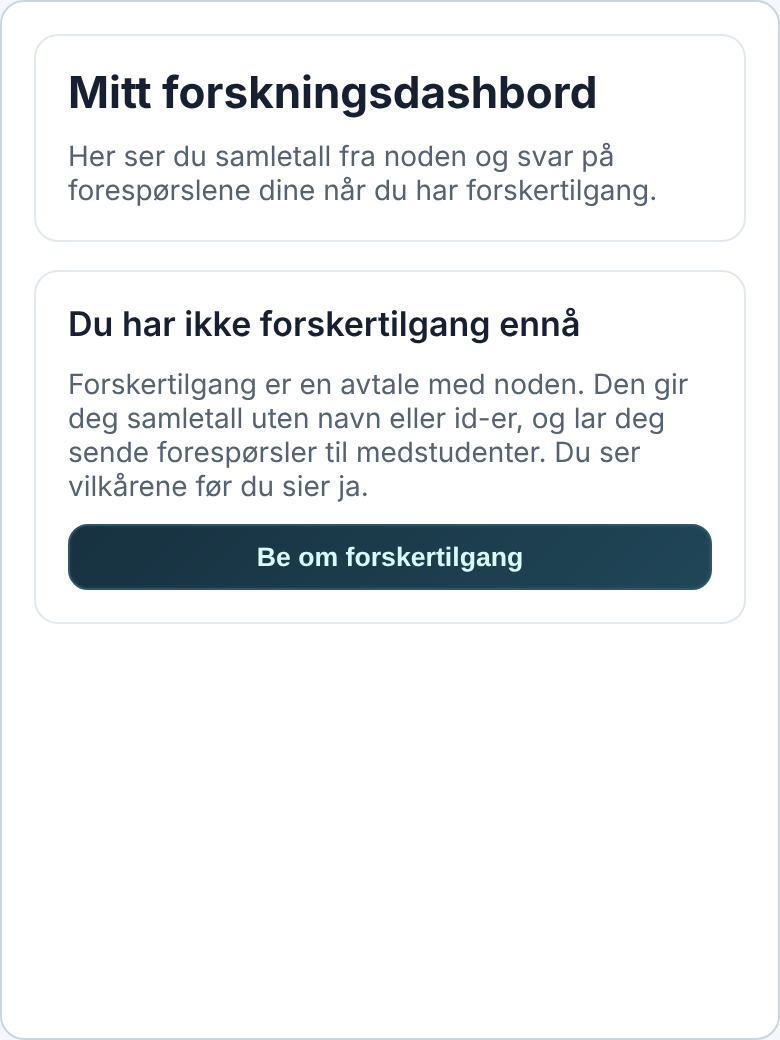 Mitt forskningsdashbord
Her ser du samletall fra noden og svar på
forespørslene dine når du har forskertilgang.
Du har ikke forskertilgang ennå
Forskertilgang er en avtale med noden. Den gir
deg samletall uten navn eller id-er, og lar deg
sende forespørsler til medstudenter. Du ser
vilkårene før du sier ja.
Be om forskertilgang